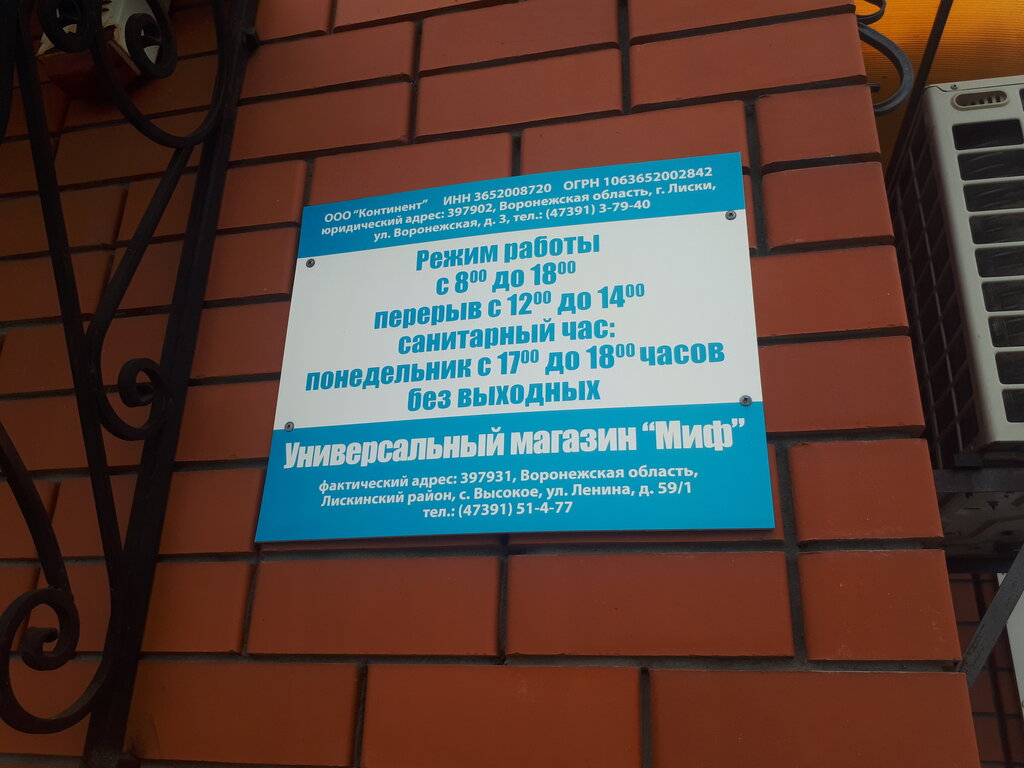 ООО "Континент" ИНН 3652008720 ОГРН 1063652002842
юридический адрес: 397902, Воронежская область, г. Лиски,
ул. Воронежская, д. 3, тел.: (47391) 3-79-40
Режим работы
с 8⁰⁰ до 18⁰⁰
перерыв с 12⁰⁰ до 14⁰⁰
санитарный час:
понедельник с 17⁰⁰ до 18⁰⁰ часов
без выходных
Универсальный магазин "Миф"
фактический адрес: 397931, Воронежская область,
Лискинский район, с. Высокое, ул. Ленина, д. 59/1
тел.: (47391) 51-4-77